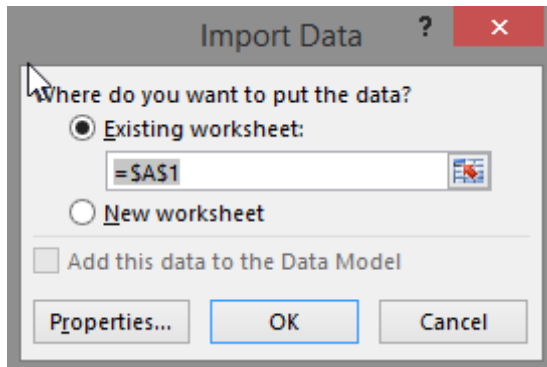 Import Data ?
Where do you want to put the data?
Existing worksheet:
=$A$1
New worksheet
Add this data to the Data Model
Properties... OK Cancel